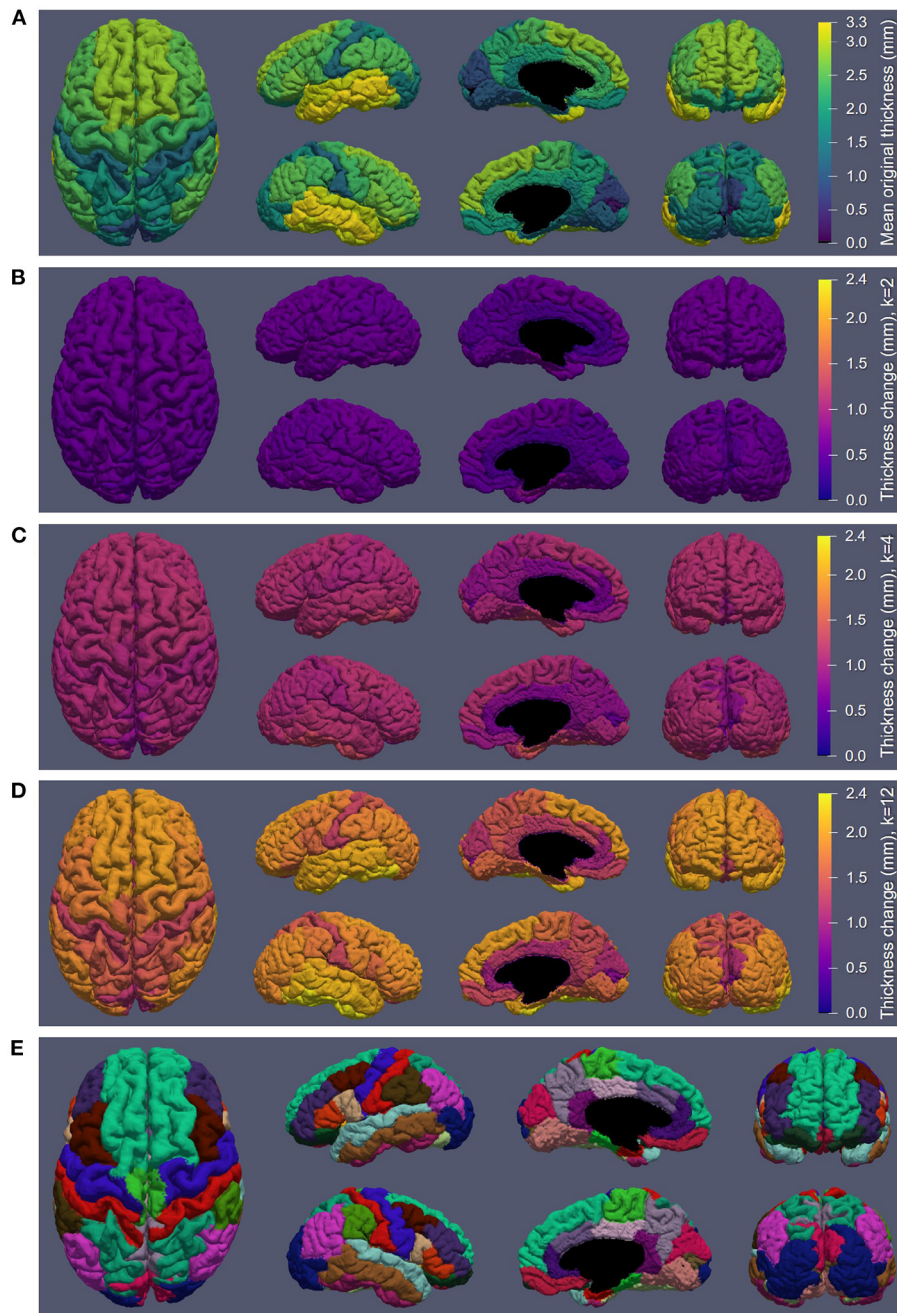 A
3.3
3.0
2.5
2.0
1.5
1.0
0.5
0.0
Mean original thickness (mm)
B
2.4
2.0
1.5
1.0
0.5
0.0
Thickness change (mm), k=2
C
2.4
2.0
1.5
1.0
0.5
0.0
Thickness change (mm), k=4
D
2.4
2.0
1.5
1.0
0.5
0.0
Thickness change (mm), k=12
E